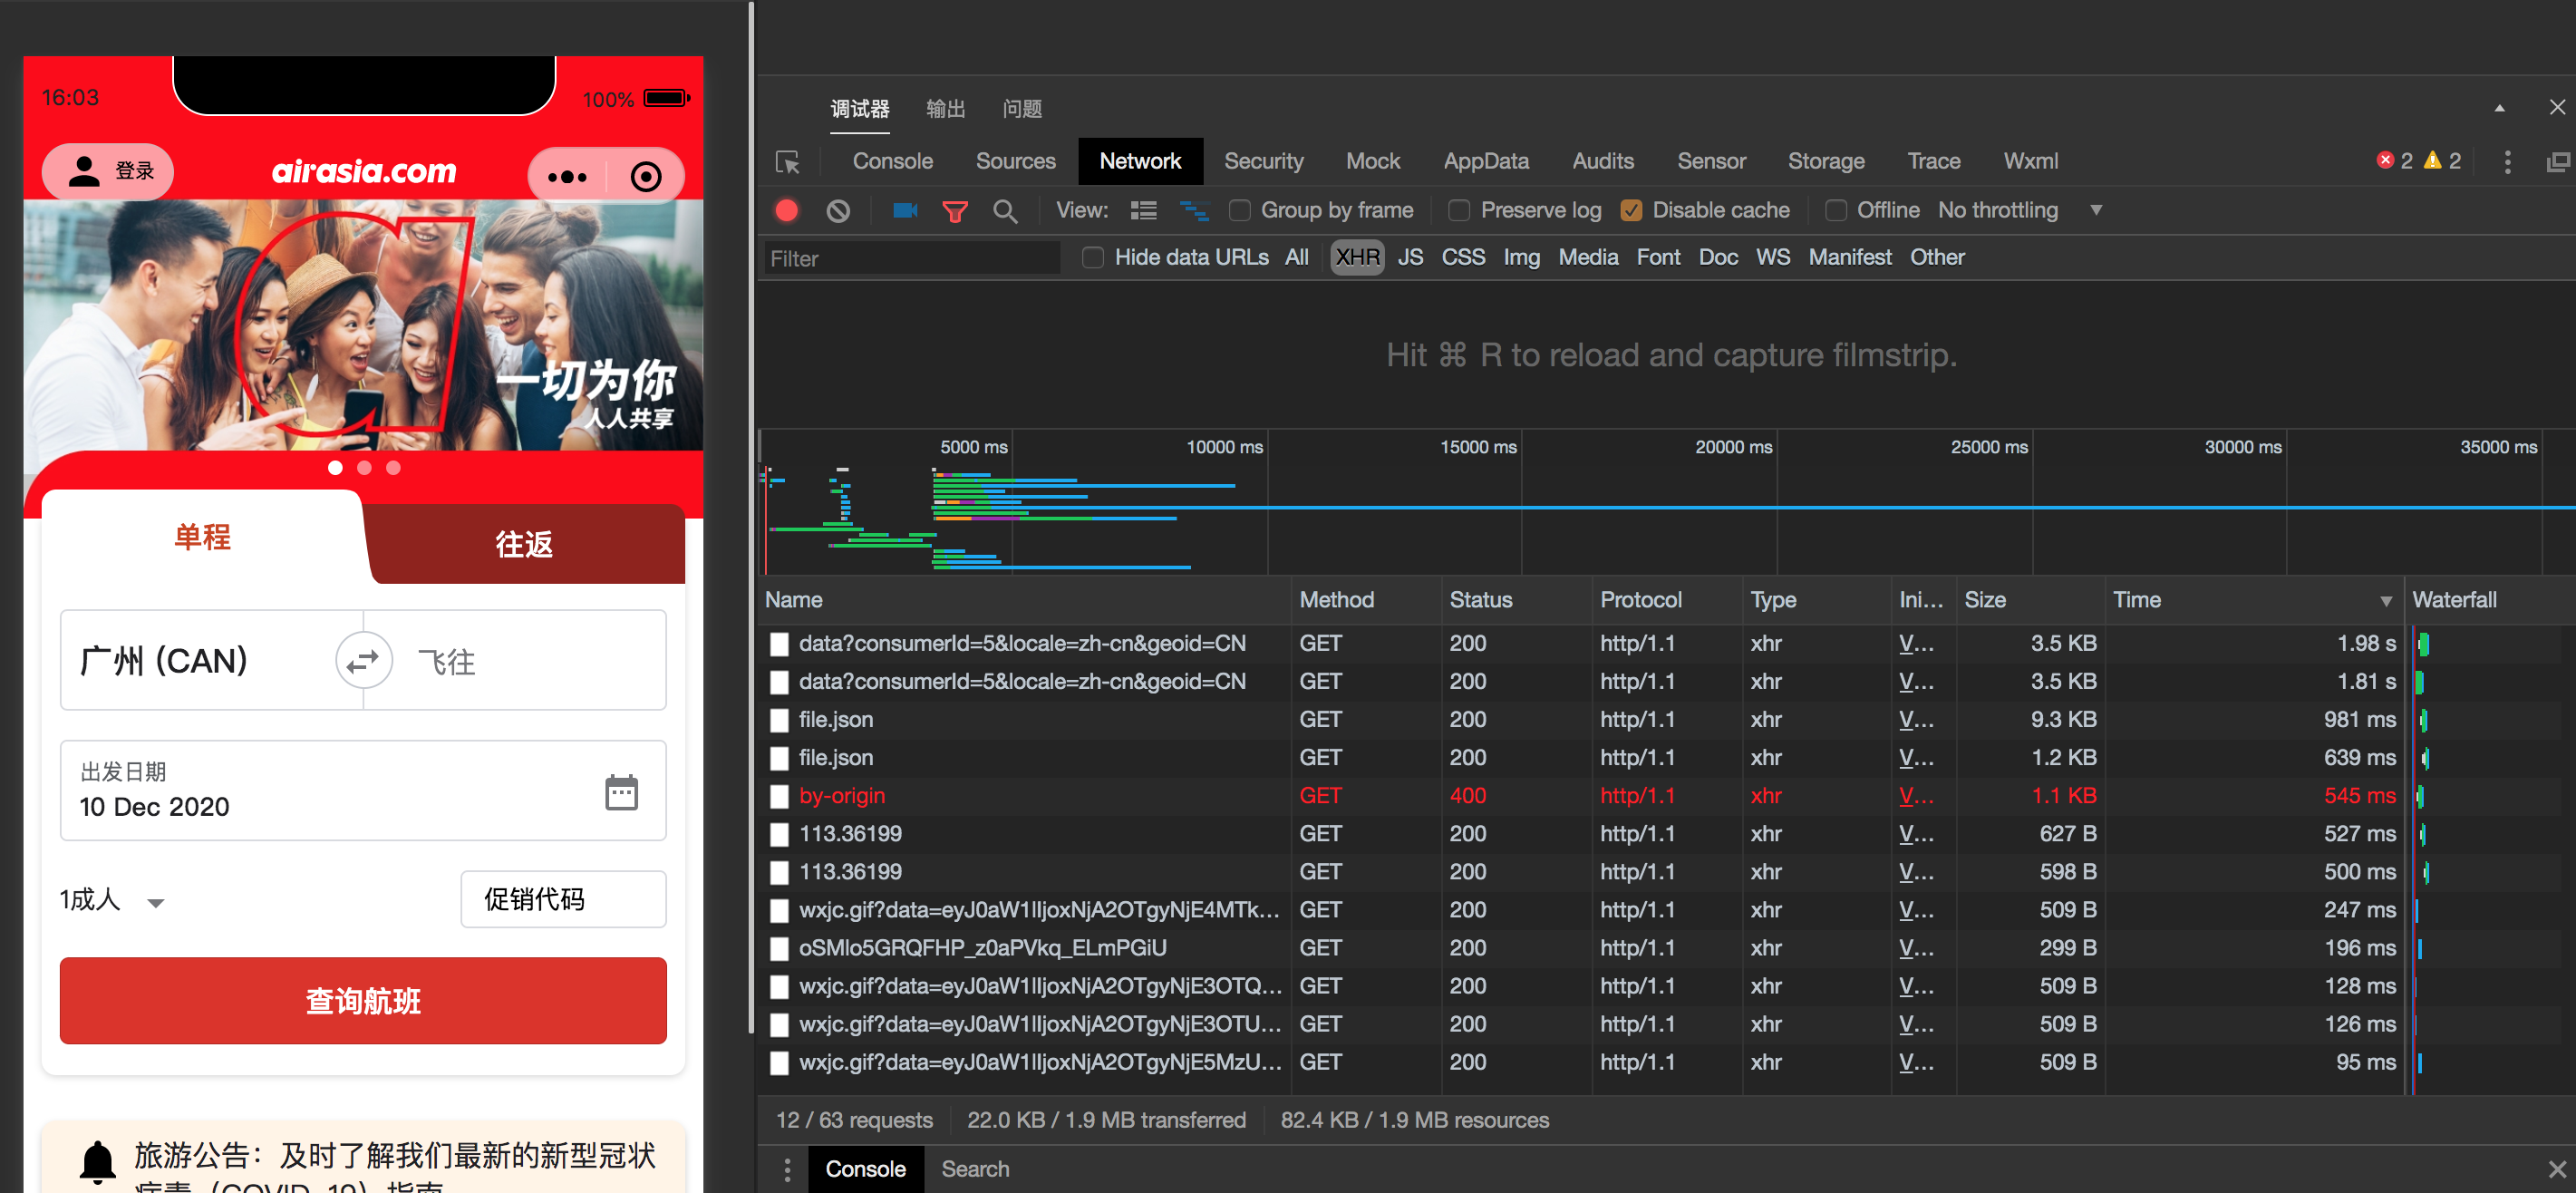 16:03
100%
登录
airasia.com
一切为你
人人共享
单程
往返
广州 (CAN)
飞往
出发日期
10 Dec 2020
1成人
促销代码
查询航班
旅游公告：及时了解我们最新的新型冠状
病毒（COVID-19）指南
调试器 输出 问题
Console Sources Network Security Mock AppData Audits Sensor Storage Trace Wxml 2 2
View: Group by frame Preserve log Disable cache Offline No throttling
Filter Hide data URLs All XHR JS CSS Img Media Font Doc WS Manifest Other
Hit ⌘ R to reload and capture filmstrip.
5000 ms 10000 ms 15000 ms 20000 ms 25000 ms 30000 ms 35000 ms
Name Method Status Protocol Type Ini... Size Time Waterfall
data?consumerId=5&locale=zh-cn&geoid=CN GET 200 http/1.1 xhr V... 3.5 KB 1.98 s
data?consumerId=5&locale=zh-cn&geoid=CN GET 200 http/1.1 xhr V... 3.5 KB 1.81 s
file.json GET 200 http/1.1 xhr V... 9.3 KB 981 ms
file.json GET 200 http/1.1 xhr V... 1.2 KB 639 ms
by-origin GET 400 http/1.1 xhr V... 1.1 KB 545 ms
113.36199 GET 200 http/1.1 xhr V... 627 B 527 ms
113.36199 GET 200 http/1.1 xhr V... 598 B 500 ms
wxjc.gif?data=eyJ0aW1lIjoxNjA2OTgyNjE4MTk... GET 200 http/1.1 xhr V... 509 B 247 ms
oSMlo5GRQFHP_z0aPVkq_ELmPGiU GET 200 http/1.1 xhr V... 299 B 196 ms
wxjc.gif?data=eyJ0aW1lIjoxNjA2OTgyNjE3OTQ... GET 200 http/1.1 xhr V... 509 B 128 ms
wxjc.gif?data=eyJ0aW1lIjoxNjA2OTgyNjE3OTU... GET 200 http/1.1 xhr V... 509 B 126 ms
wxjc.gif?data=eyJ0aW1lIjoxNjA2OTgyNjE5MzU... GET 200 http/1.1 xhr V... 509 B 95 ms
12 / 63 requests 22.0 KB / 1.9 MB transferred 82.4 KB / 1.9 MB resources
Console Search